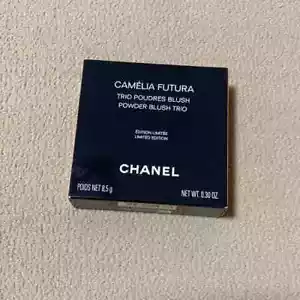 CAMÉLIA FUTURA
TRIO POUDRES BLUSH
POWDER BLUSH TRIO
ÉDITION LIMITÉE
LIMITED EDITION
CHANEL
POIDS NET 8,5 g NET WT. 0.30 OZ.